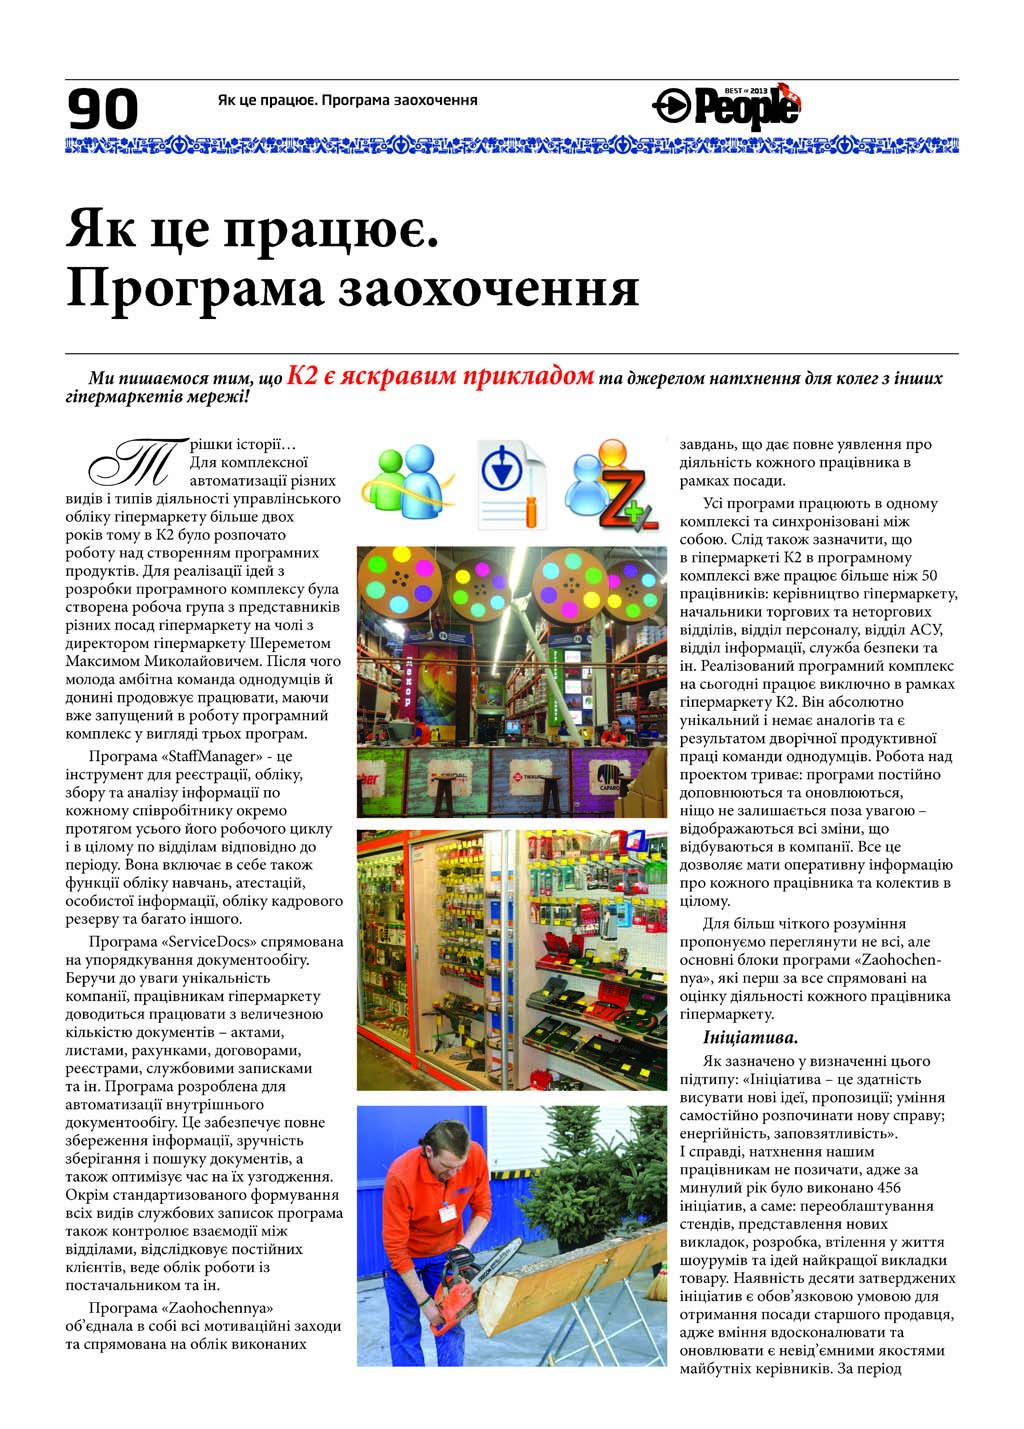 90
Як це працює. Програма заохочення
BEST OF 2013
People
Як це працює.
Програма заохочення
Ми пишаємося тим, що К2 є яскравим прикладом та джерелом натхнення для колег з інших
гіпермаркетів мережі!
Трішки історії…
Для комплексної
автоматизації різних
видів і типів діяльності управлінського
обліку гіпермаркету більше двох
років тому в К2 було розпочато
роботу над створенням програмних
продуктів. Для реалізації ідей з
розробки програмного комплексу була
створена робоча група з представників
різних посад гіпермаркету на чолі з
директором гіпермаркету Шереметом
Максимом Миколайовичем. Після чого
молода амбітна команда однодумців й
донині продовжує працювати, маючи
вже запущений в роботу програмний
комплекс у вигляді трьох програм.
Програма «StaffManager» - це
інструмент для реєстрації, обліку,
збору та аналізу інформації по
кожному співробітнику окремо
протягом усього його робочого циклу
і в цілому по відділам відповідно до
періоду. Вона включає в себе також
функції обліку навчань, атестацій,
особистої інформації, обліку кадрового
резерву та багато іншого.
Програма «ServiceDocs» спрямована
на упорядкування документообігу.
Беручи до уваги унікальність
компанії, працівникам гіпермаркету
доводиться працювати з величезною
кількістю документів – актами,
листами, рахунками, договорами,
реєстрами, службовими записками
та ін. Програма розроблена для
автоматизації внутрішнього
документообігу. Це забезпечує повне
збереження інформації, зручність
зберігання і пошуку документів, а
також оптимізує час на їх узгодження.
Окрім стандартизованого формування
всіх видів службових записок програма
також контролює взаємодії між
відділами, відслідковує постійних
клієнтів, веде облік роботи із
постачальником та ін.
Програма «Zaohochennya»
об’єднала в собі всі мотиваційні заходи
та спрямована на облік виконаних
завдань, що дає повне уявлення про
діяльність кожного працівника в
рамках посади.
Усі програми працюють в одному
комплексі та синхронізовані між
собою. Слід також зазначити, що
в гіпермаркеті К2 в програмному
комплексі вже працює більше ніж 50
працівників: керівництво гіпермаркету,
начальники торгових та неторгових
відділів, відділ персоналу, відділ АСУ,
відділ інформації, служба безпеки та
ін. Реалізований програмний комплекс
на сьогодні працює виключно в рамках
гіпермаркету К2. Він абсолютно
унікальний і немає аналогів та є
результатом дворічної продуктивної
праці команди однодумців. Робота над
проектом триває: програми постійно
доповнюються та оновлюються,
ніщо не залишається поза увагою –
відображаються всі зміни, що
відбуваються в компанії. Все це
дозволяє мати оперативну інформацію
про кожного працівника та колектив в
цілому.
Для більш чіткого розуміння
пропонуємо переглянути не всі, але
основні блоки програми «Zaohochen-
nya», які перш за все спрямовані на
оцінку діяльності кожного працівника
гіпермаркету.
Ініціатива.
Як зазначено у визначенні цього
підтипу: «Ініціатива – це здатність
висувати нові ідеї, пропозиції; уміння
самостійно розпочинати нову справу;
енергійність, заповзятливість».
І справді, натхнення нашим
працівникам не позичати, адже за
минулий рік було виконано 456
ініціатив, а саме: переоблаштування
стендів, представлення нових
викладок, розробка, втілення у життя
шоурумів та ідей найкращої викладки
товару. Наявність десяти затверджених
ініціатив є обов’язковою умовою для
отримання посади старшого продавця,
адже вміння вдосконалювати та
оновлювати є невід’ємними якостями
майбутніх керівників. За період